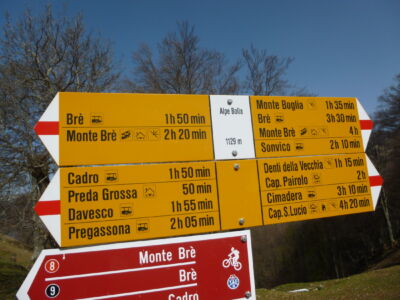 Brè 1h 50 min
Monte Brè 2h 20 min
Alpe Bolla
1129 m
Monte Boglia 1h 35 min
Brè 3h 30 min
Monte Brè 4 h
Sonvico 2h 10 min
Cadro 1h 50 min
Preda Grossa 50 min
Davesco 1h 55 min
Pregassona 2h 05 min
Denti della Vecchia 1h 15 min
Cap. Pairolo 2 h
Cimadera 3h 10 min
Cap. S. Lucio 4h 20 min
8 Monte Brè
Brè
9 Cadro